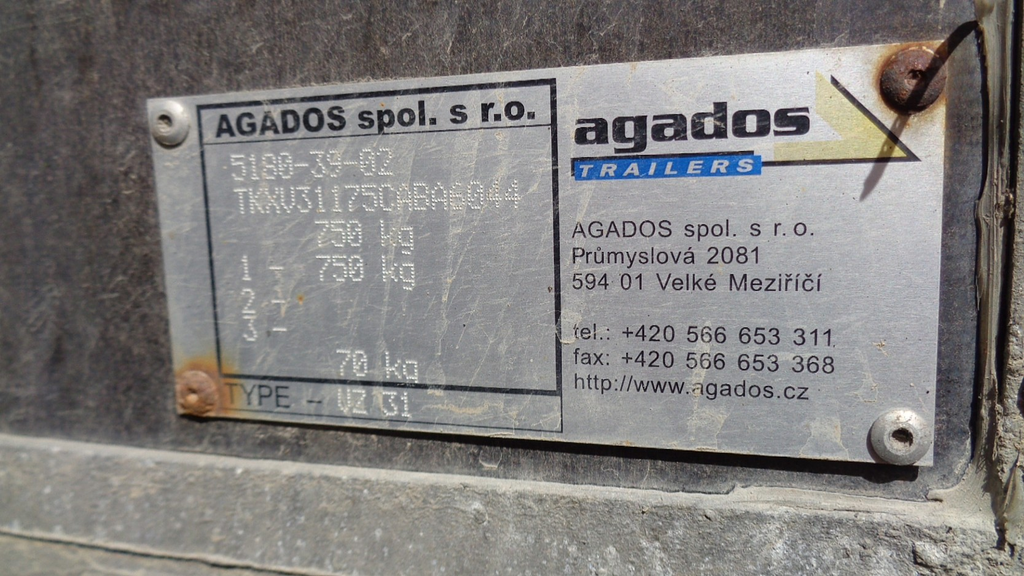 AGADOS spol. s r.o.
5180-39-02
TKXV31175CABA6044
750 kg
1 - 750 kg
2 -
3 -
70 kg
TYPE - VZ 31
agados
TRAILERS
AGADOS spol. s r.o.
Průmyslová 2081
594 01 Velké Meziříčí
tel.: +420 566 653 311
fax: +420 566 653 368
http://www.agados.cz